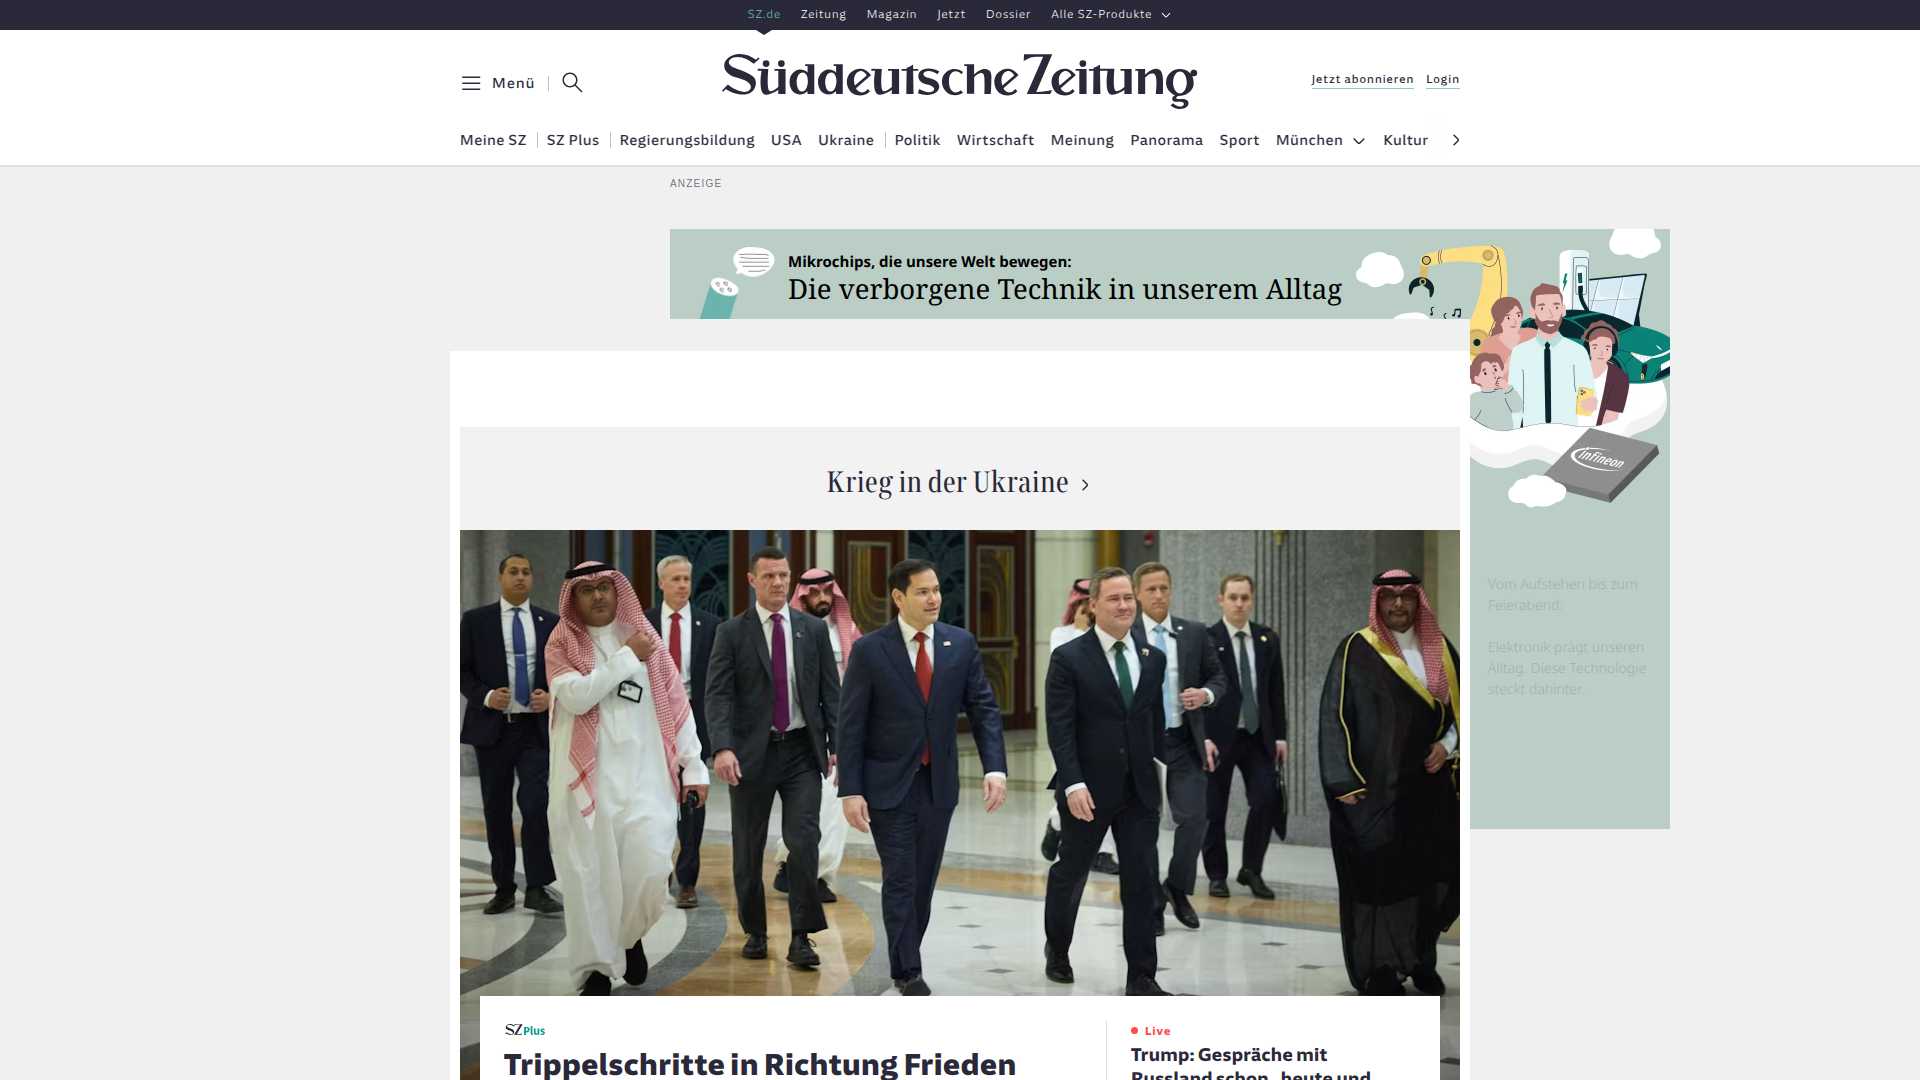 SZ.de Zeitung Magazin Jetzt Dossier Alle SZ-Produkte
Menü
Süddeutsche Zeitung
Jetzt abonnieren Login
Meine SZ SZ Plus Regierungsbildung USA Ukraine Politik Wirtschaft Meinung Panorama Sport München Kultur
ANZEIGE
Mikrochips, die unsere Welt bewegen:
Die verborgene Technik in unserem Alltag
infineon
Krieg in der Ukraine
Vom Aufstehen bis zum
Feierabend:
Elektronik prägt unseren
Alltag. Diese Technologie
steckt dahinter.
SZ Plus
Trippelschritte in Richtung Frieden
Live
Trump: Gespräche mit
Russland schon „heute und